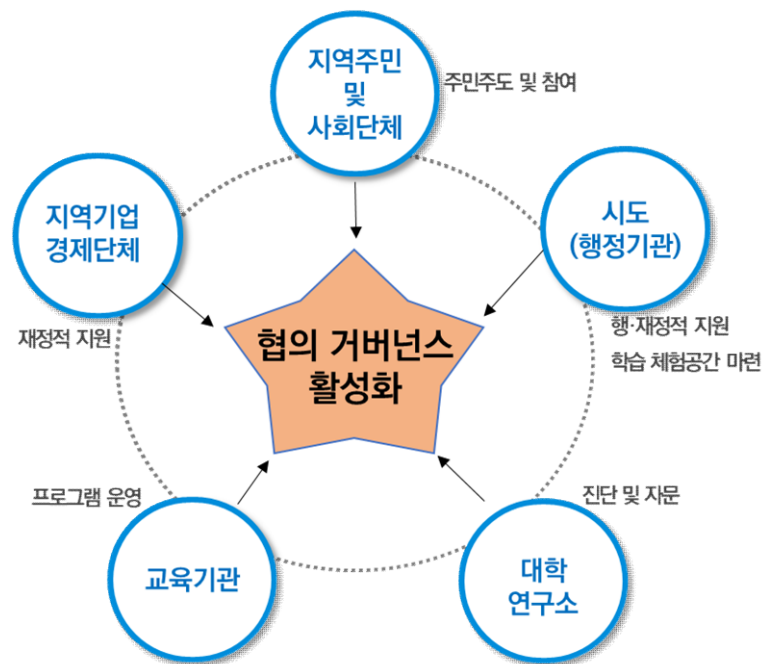 지역주민
및
사회단체
주민주도 및 참여
지역기업
경제단체
재정적 지원
시도
(행정기관)
행·재정적 지원
학습 체험공간 마련
협의 거버넌스
활성화
프로그램 운영
교육기관
진단 및 자문
대학
연구소